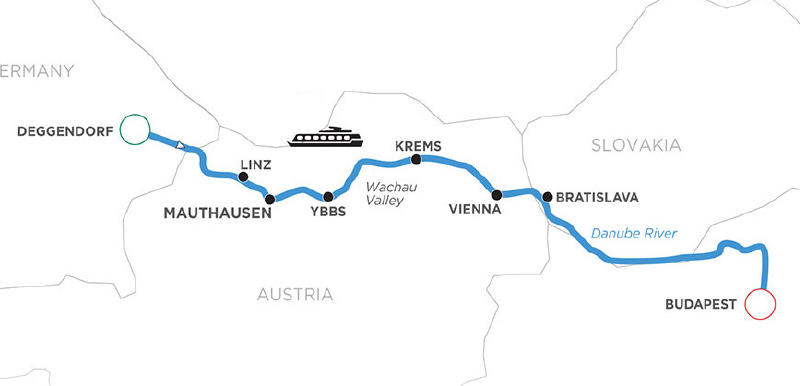 ERMANY
DEGGENDORF
LINZ
MAUTHAUSEN
YBBS
Wachau
Valley
KREMS
VIENNA
SLOVAKIA
BRATISLAVA
Danube River
AUSTRIA
BUDAPEST